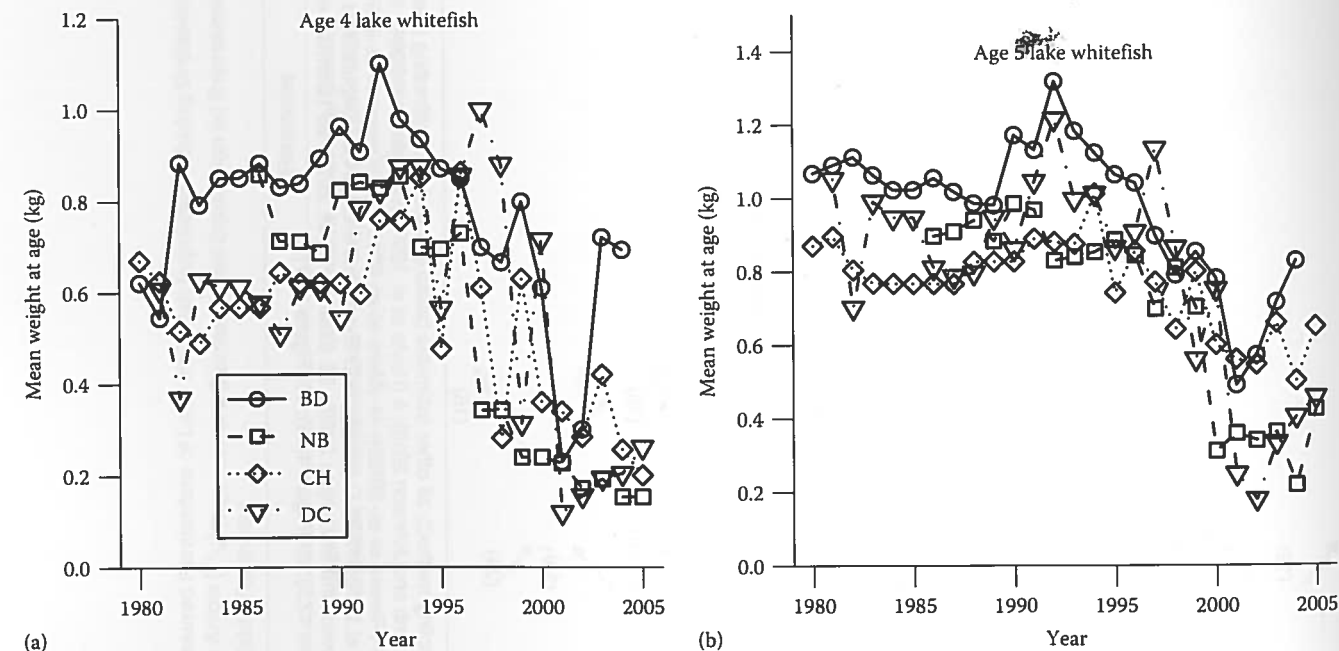 Age 4 lake whitefish
1.2
1.0
0.8
0.6
0.4
0.2
0.0
Mean weight at age (kg)
BD
NB
CH
DC
1980
1985
1990
1995
2000
2005
Year
(a)
Age 5 lake whitefish
1.4
1.2
1.0
0.8
0.6
0.4
0.2
0.0
Mean weight at age (kg)
1980
1985
1990
1995
2000
2005
Year
(b)